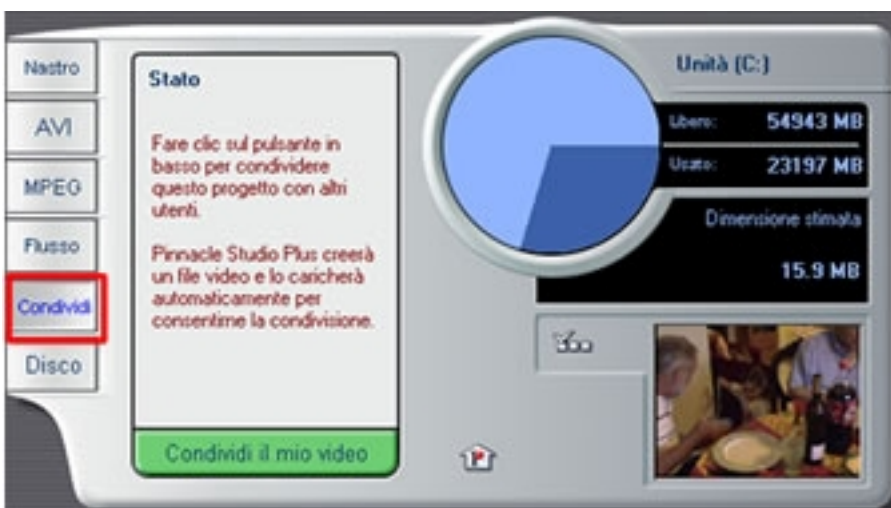 Nastro
AVI
MPEG
Flusso
Condividi
Disco
Stato
Fare clic sul pulsante in
basso per condividere
questo progetto con altri
utenti.
Pinnacle Studio Plus creerà
un file video e lo caricherà
automaticamente per
consentirne la condivisione.
Condividi il mio video
Unità (C:)
Libero: 54943 MB
Usato: 23197 MB
Dimensione stimata
15.9 MB